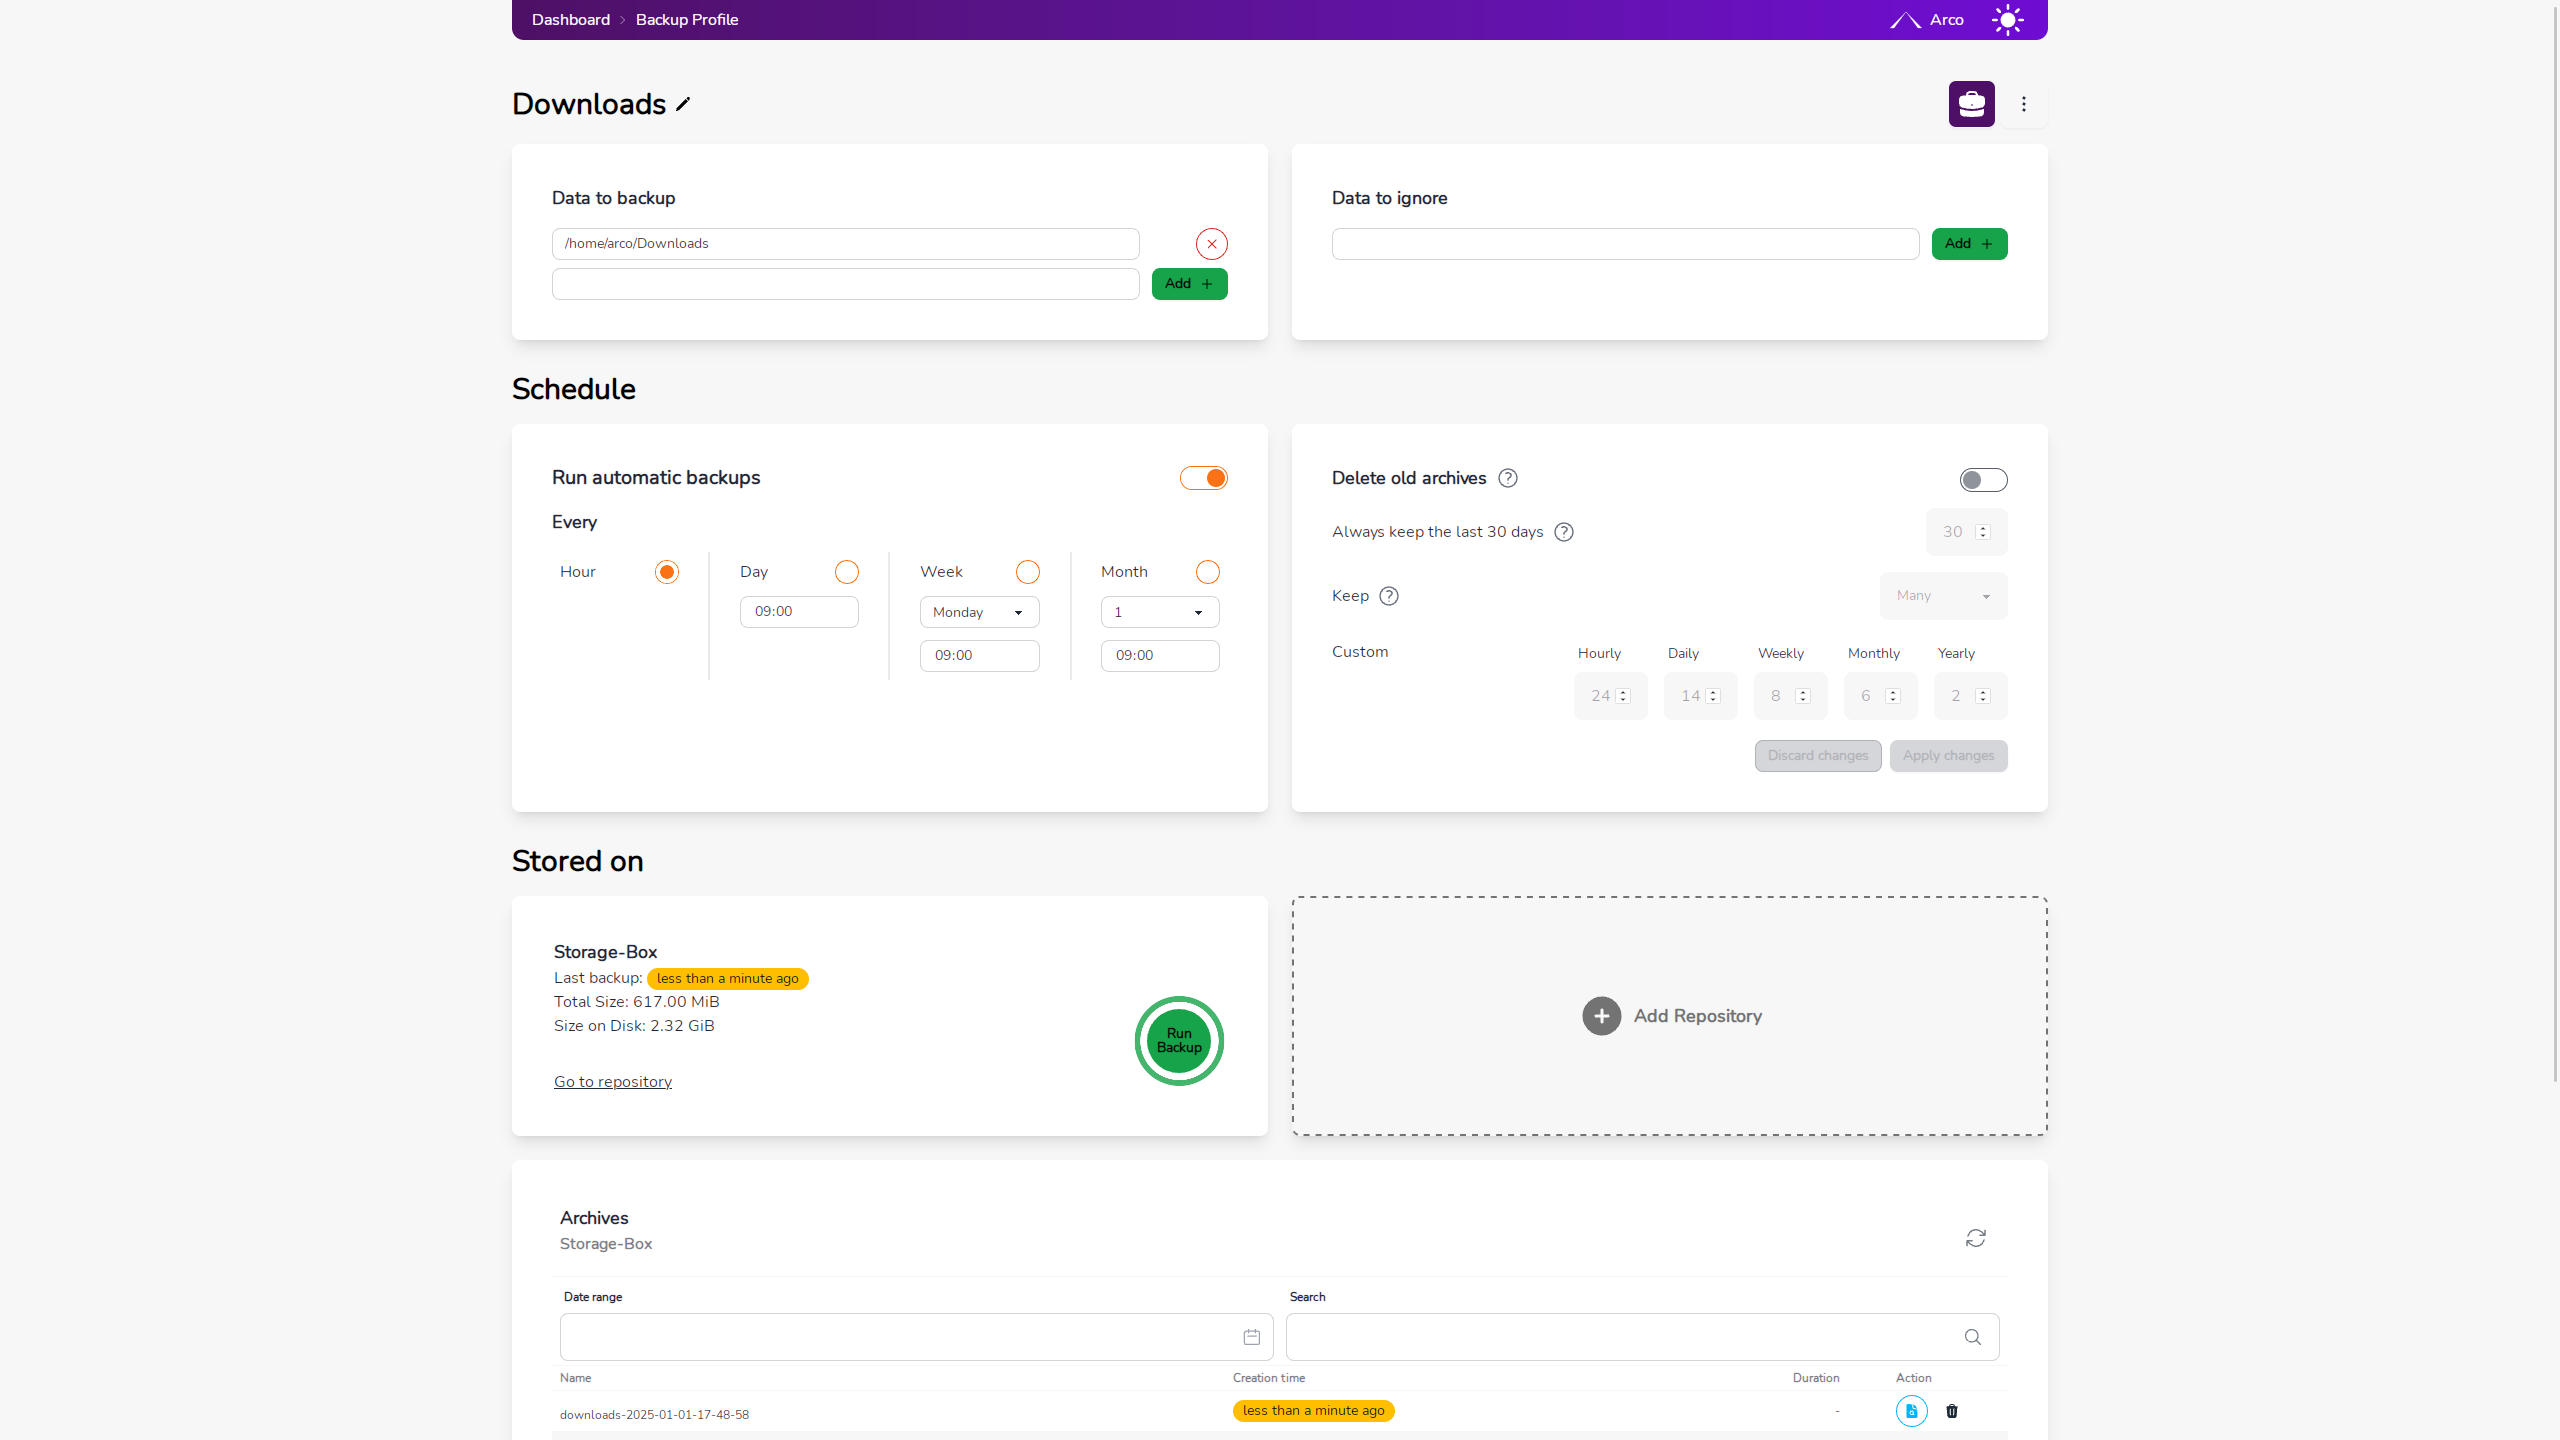 Dashboard > Backup Profile
Arco
Downloads
Data to backup
/home/arco/Downloads
Add +
Data to ignore
Add +
Schedule
Run automatic backups
Every
Hour
Day
09:00
Week
Monday
09:00
Month
1
09:00
Delete old archives ?
Always keep the last 30 days ? 30
Keep ? Many
Custom
Hourly Daily Weekly Monthly Yearly
24 14 8 6 2
Discard changes Apply changes
Stored on
Storage-Box
Last backup: less than a minute ago
Total Size: 617.00 MiB
Size on Disk: 2.32 GiB
Go to repository
Run
Backup
Add Repository
Archives
Storage-Box
Date range Search
Name Creation time Duration Action
downloads-2025-01-01-17-48-58 less than a minute ago -